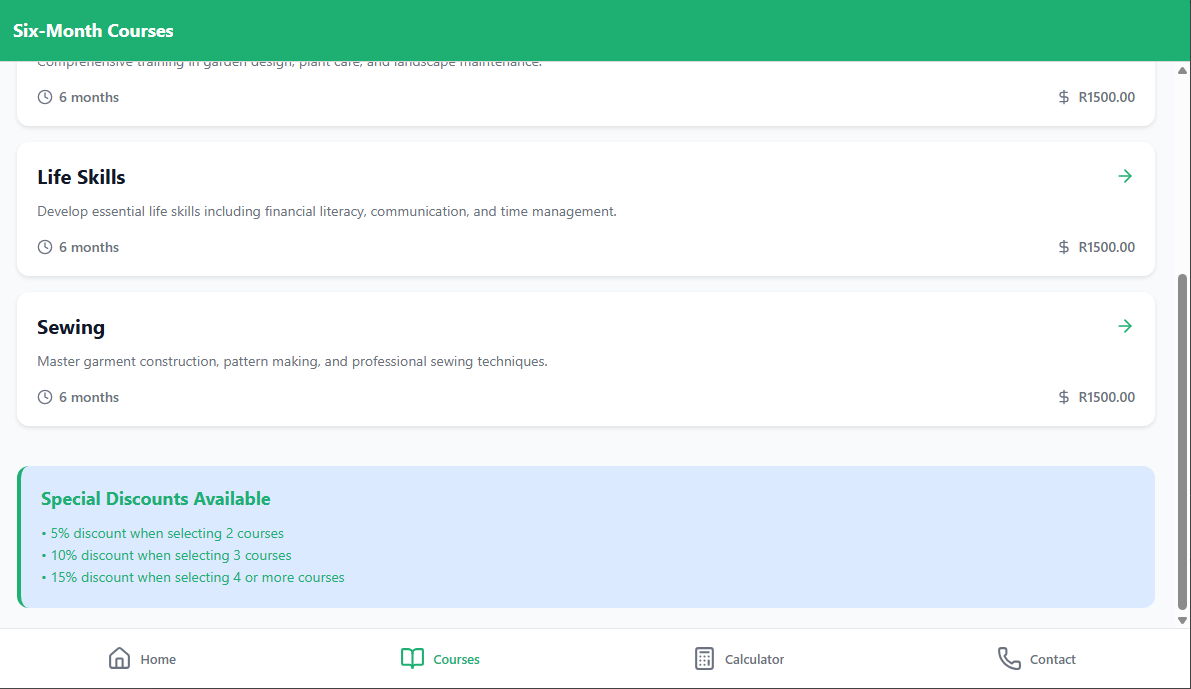 Six-Month Courses
Comprehensive training in garden design, plant care, and landscape maintenance.
6 months
$ R1500.00
Life Skills
Develop essential life skills including financial literacy, communication, and time management.
6 months
$ R1500.00
Sewing
Master garment construction, pattern making, and professional sewing techniques.
6 months
$ R1500.00
Special Discounts Available
• 5% discount when selecting 2 courses
• 10% discount when selecting 3 courses
• 15% discount when selecting 4 or more courses
Home
Courses
Calculator
Contact